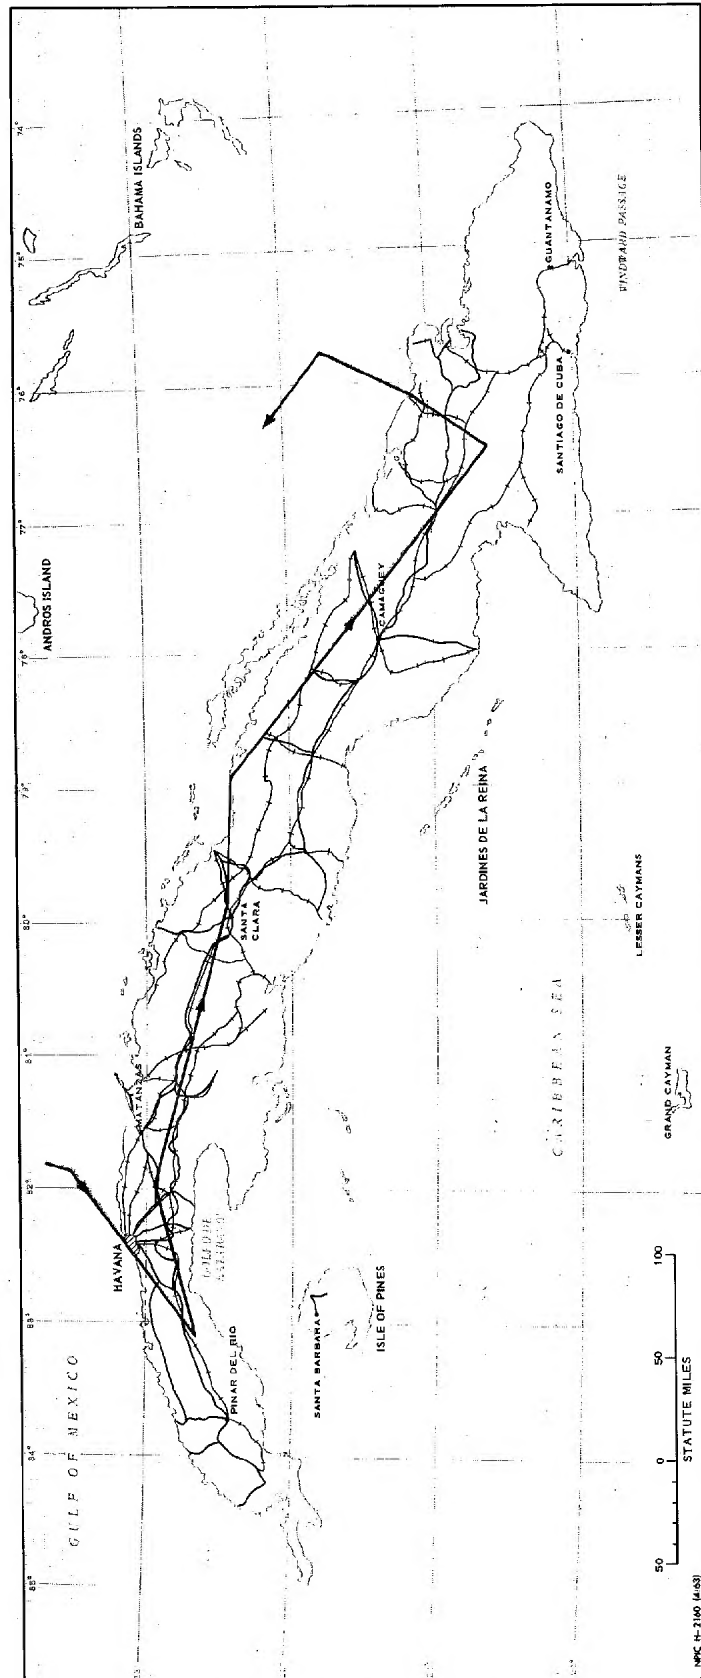 74°
75°
76°
77°
78°
79°
80°
81°
82°
83°
84°
BAHAMA ISLANDS
ANDROS ISLAND
GULF OF MEXICO
HAVANA
MATANZAS
PINAR DEL RIO
SANTA
CLARA
CAMAGUEY
GUANTANAMO
SANTIAGO DE CUBA
WINDWARD PASSAGE
SANTA BARBARA
ISLE OF PINES
JARDINES DE LA REINA
CARIBBEAN SEA
LESSER CAYMANS
GRAND CAYMAN
50 0 50 100
STATUTE MILES
NPIC H-2160 (4/63)